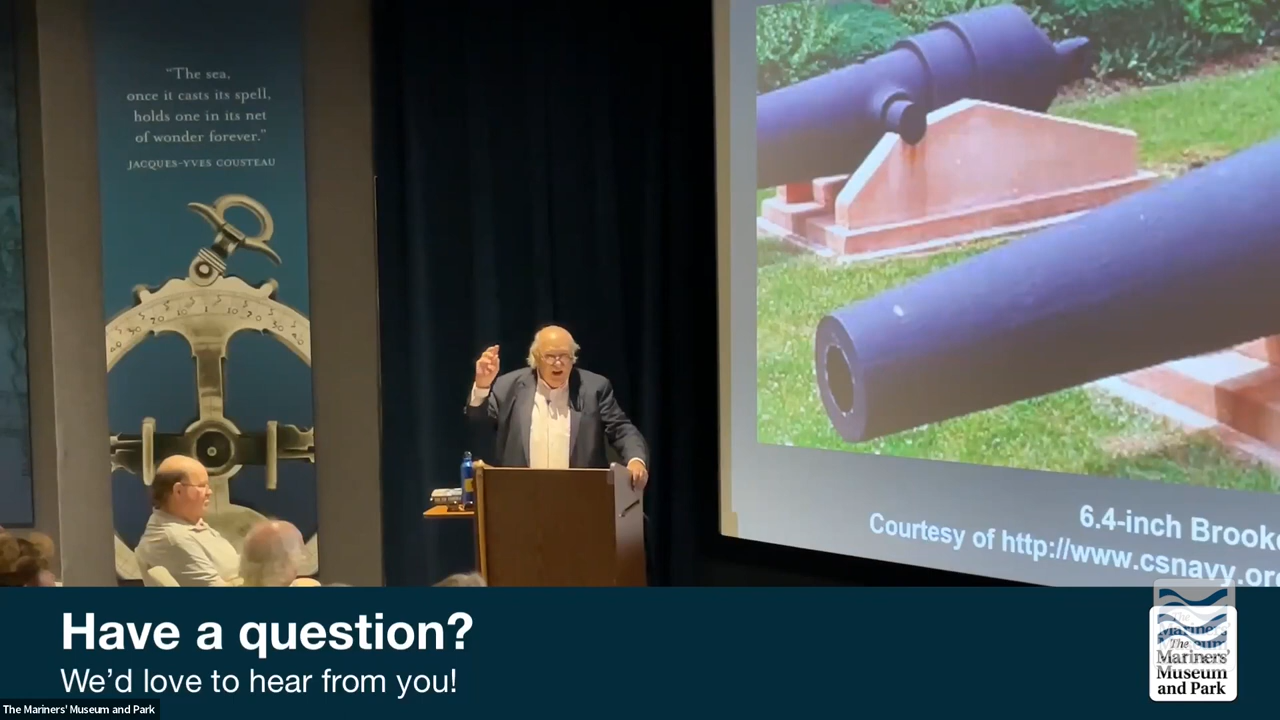 “The sea,
once it casts its spell,
holds one in its net
of wonder forever.”
JACQUES-YVES COUSTEAU
6.4-inch Brooke
Courtesy of http://www.csnavy.org
Have a question?
We’d love to hear from you!
The
Mariners’
Museum
and Park
The Mariners' Museum and Park